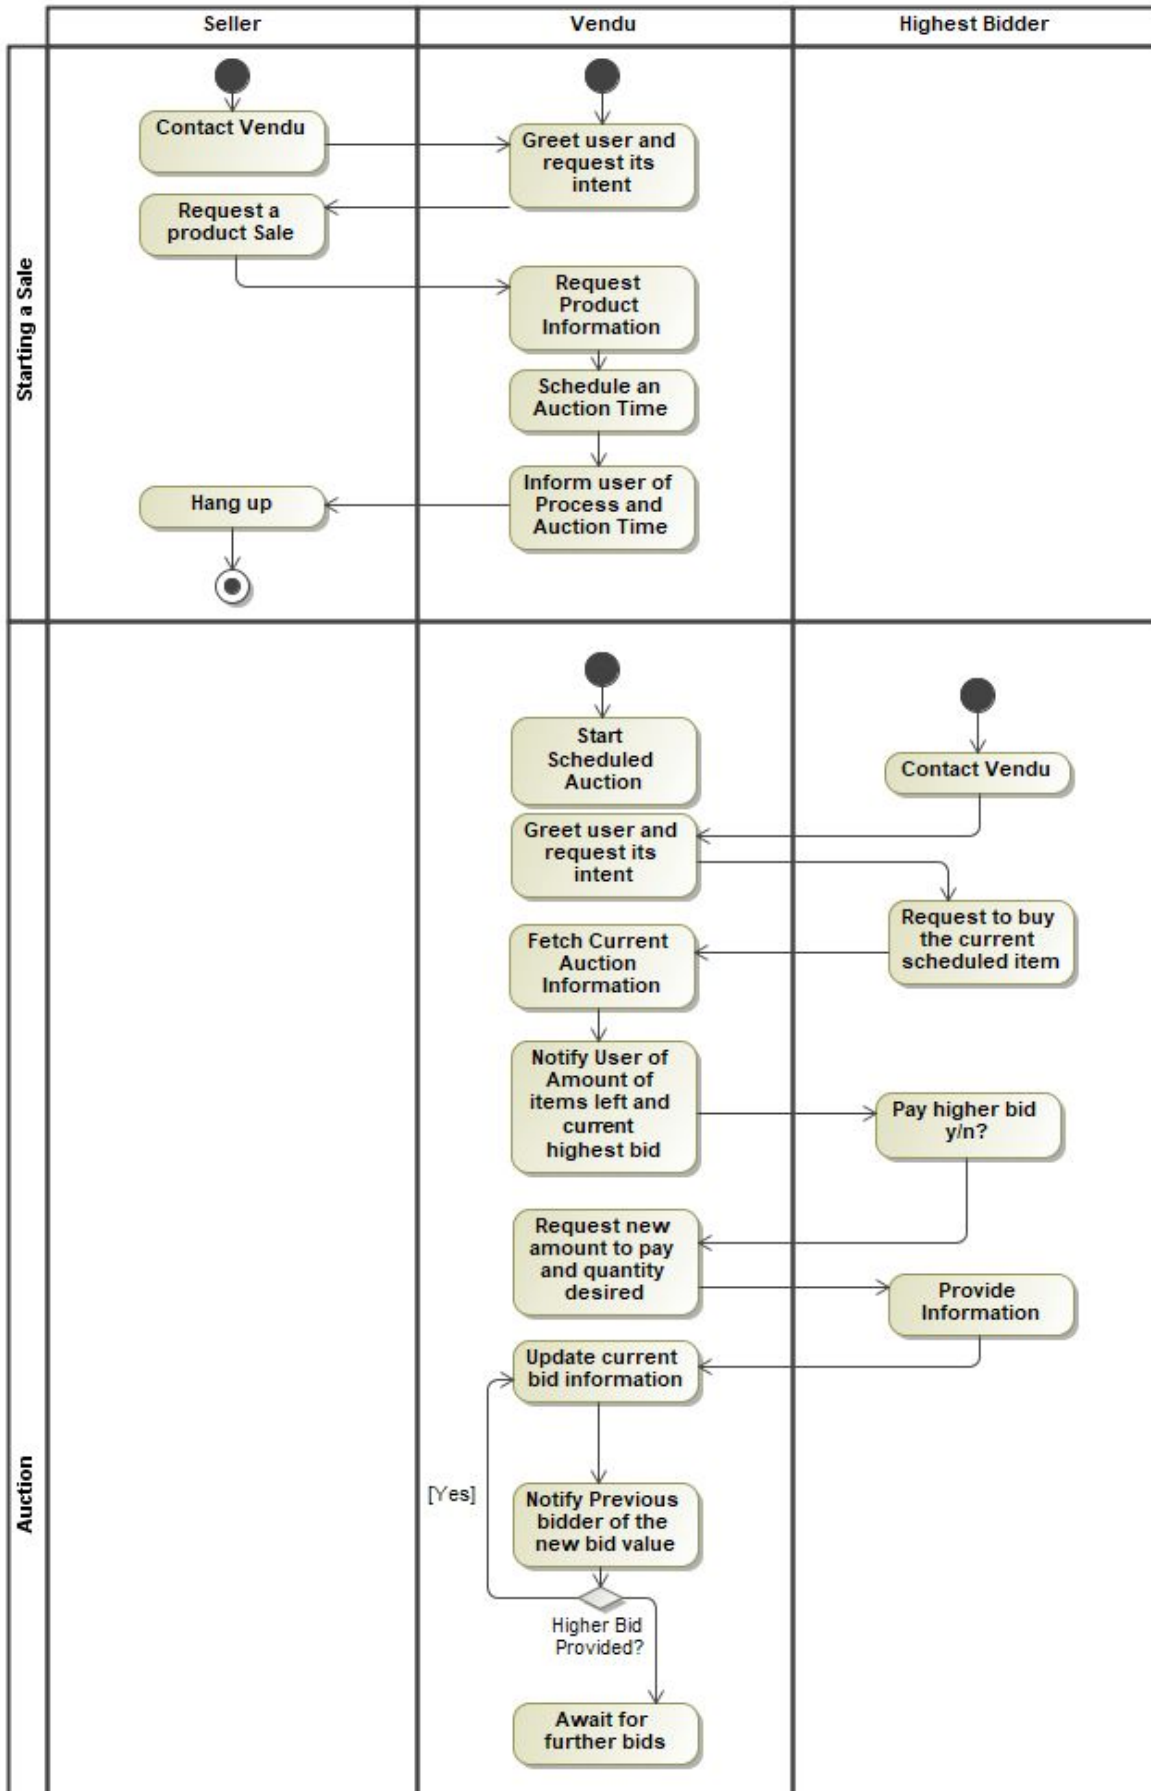 Seller
Vendu
Highest Bidder
Starting a Sale
Contact Vendu
Greet user and
request its
intent
Request a
product Sale
Request
Product
Information
Schedule an
Auction Time
Inform user of
Process and
Auction Time
Hang up
Auction
Start
Scheduled
Auction
Contact Vendu
Greet user and
request its
intent
Request to buy
the current
scheduled item
Fetch Current
Auction
Information
Notify User of
Amount of
items left and
current
highest bid
Pay higher bid
y/n?
Request new
amount to pay
and quantity
desired
Provide
Information
Update current
bid information
[Yes]
Notify Previous
bidder of the
new bid value
Higher Bid
Provided?
Await for
further bids